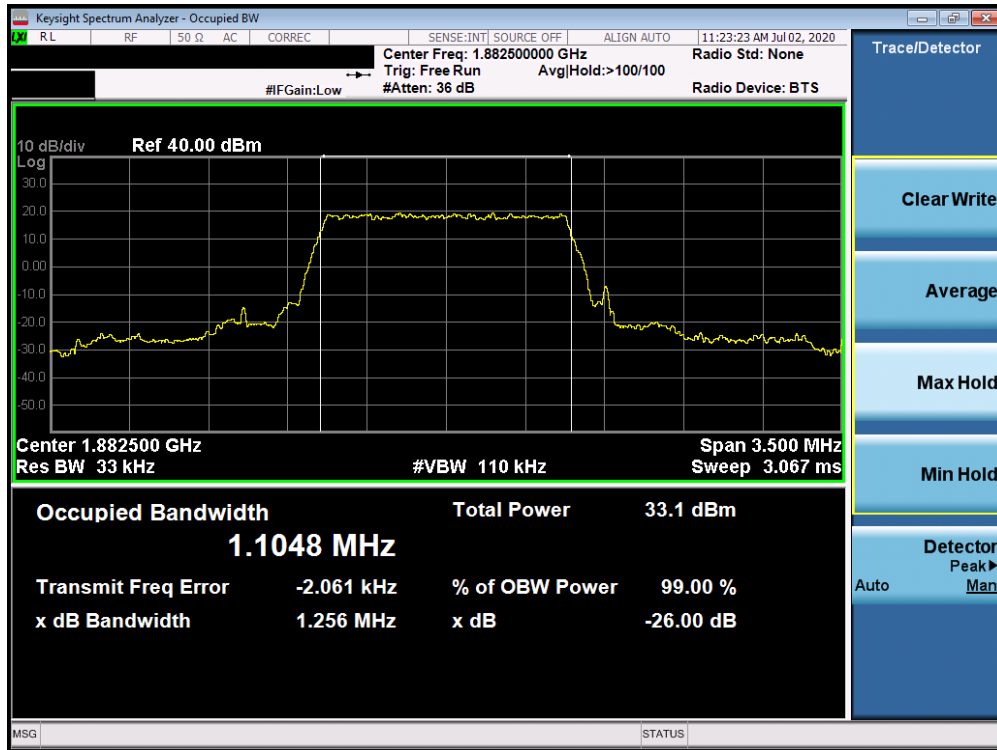 Keysight Spectrum Analyzer - Occupied BW
LXI RL RF 50 Ω AC CORREC SENSE:INT SOURCE OFF ALIGN AUTO 11:23:23 AM Jul 02, 2020
Center Freq: 1.882500000 GHz Radio Std: None
Trig: Free Run Avg|Hold:>100/100
#IFGain:Low #Atten: 36 dB Radio Device: BTS
10 dB/div Ref 40.00 dBm
Log
30.0
20.0
10.0
0.00
-10.0
-20.0
-30.0
-40.0
-50.0
Center 1.882500 GHz Span 3.500 MHz
Res BW 33 kHz #VBW 110 kHz Sweep 3.067 ms
Occupied Bandwidth Total Power 33.1 dBm
1.1048 MHz
Transmit Freq Error -2.061 kHz % of OBW Power 99.00 %
x dB Bandwidth 1.256 MHz x dB -26.00 dB
Trace/Detector
Clear Write
Average
Max Hold
Min Hold
Detector
Peak▶
Auto Man
MSG STATUS